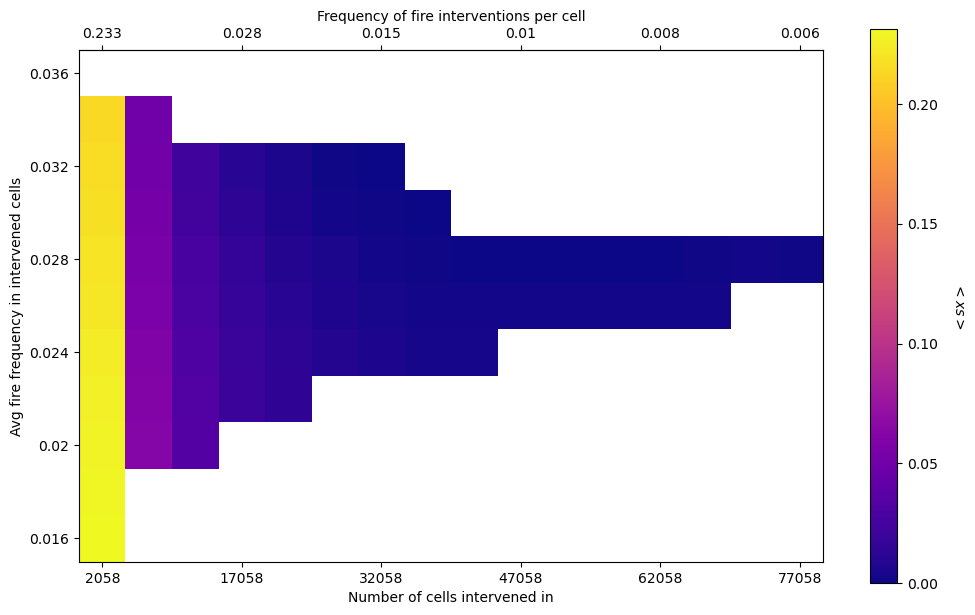 Frequency of fire interventions per cell
0.233 0.028 0.015 0.01 0.008 0.006
0.036
0.032
0.028
0.024
0.02
0.016
Avg fire frequency in intervened cells
2058 17058 32058 47058 62058 77058
Number of cells intervened in
0.20
0.15
0.10
0.05
0.00
< sx >